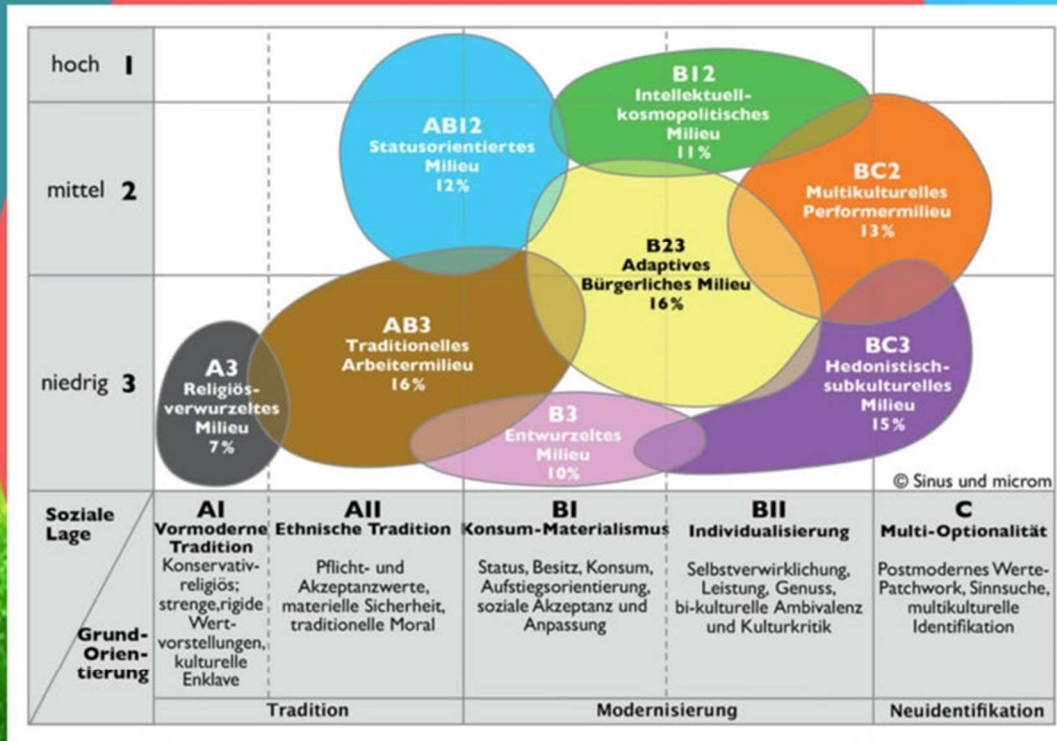 hoch 1
mittel 2
niedrig 3
AB12
Statusorientiertes
Milieu
12%
B12
Intellektuell-
kosmopolitisches
Milieu
11%
BC2
Multikulturelles
Performermilieu
13%
B23
Adaptives
Bürgerliches Milieu
16%
AB3
Traditionelles
Arbeitermilieu
16%
A3
Religiös-
verwurzeltes
Milieu
7%
B3
Entwurzeltes
Milieu
10%
BC3
Hedonistisch-
subkulturelles
Milieu
15%
© Sinus und microm
Soziale
Lage
Grund-
Orien-
tierung
AI
Vormoderne
Tradition
Konservativ-
religiös;
strenge,rigide
Wert-
vorstellungen,
kulturelle
Enklave
AII
Ethnische Tradition
Pflicht- und
Akzeptanzwerte,
materielle Sicherheit,
traditionelle Moral
BI
Konsum-Materialismus
Status, Besitz, Konsum,
Aufstiegsorientierung,
soziale Akzeptanz und
Anpassung
BII
Individualisierung
Selbstverwirklichung,
Leistung, Genuss,
bi-kulturelle Ambivalenz
und Kulturkritik
C
Multi-Optionalität
Postmodernes Werte-
Patchwork, Sinnsuche,
multikulturelle
Identifikation
Tradition
Modernisierung
Neuidentifikation